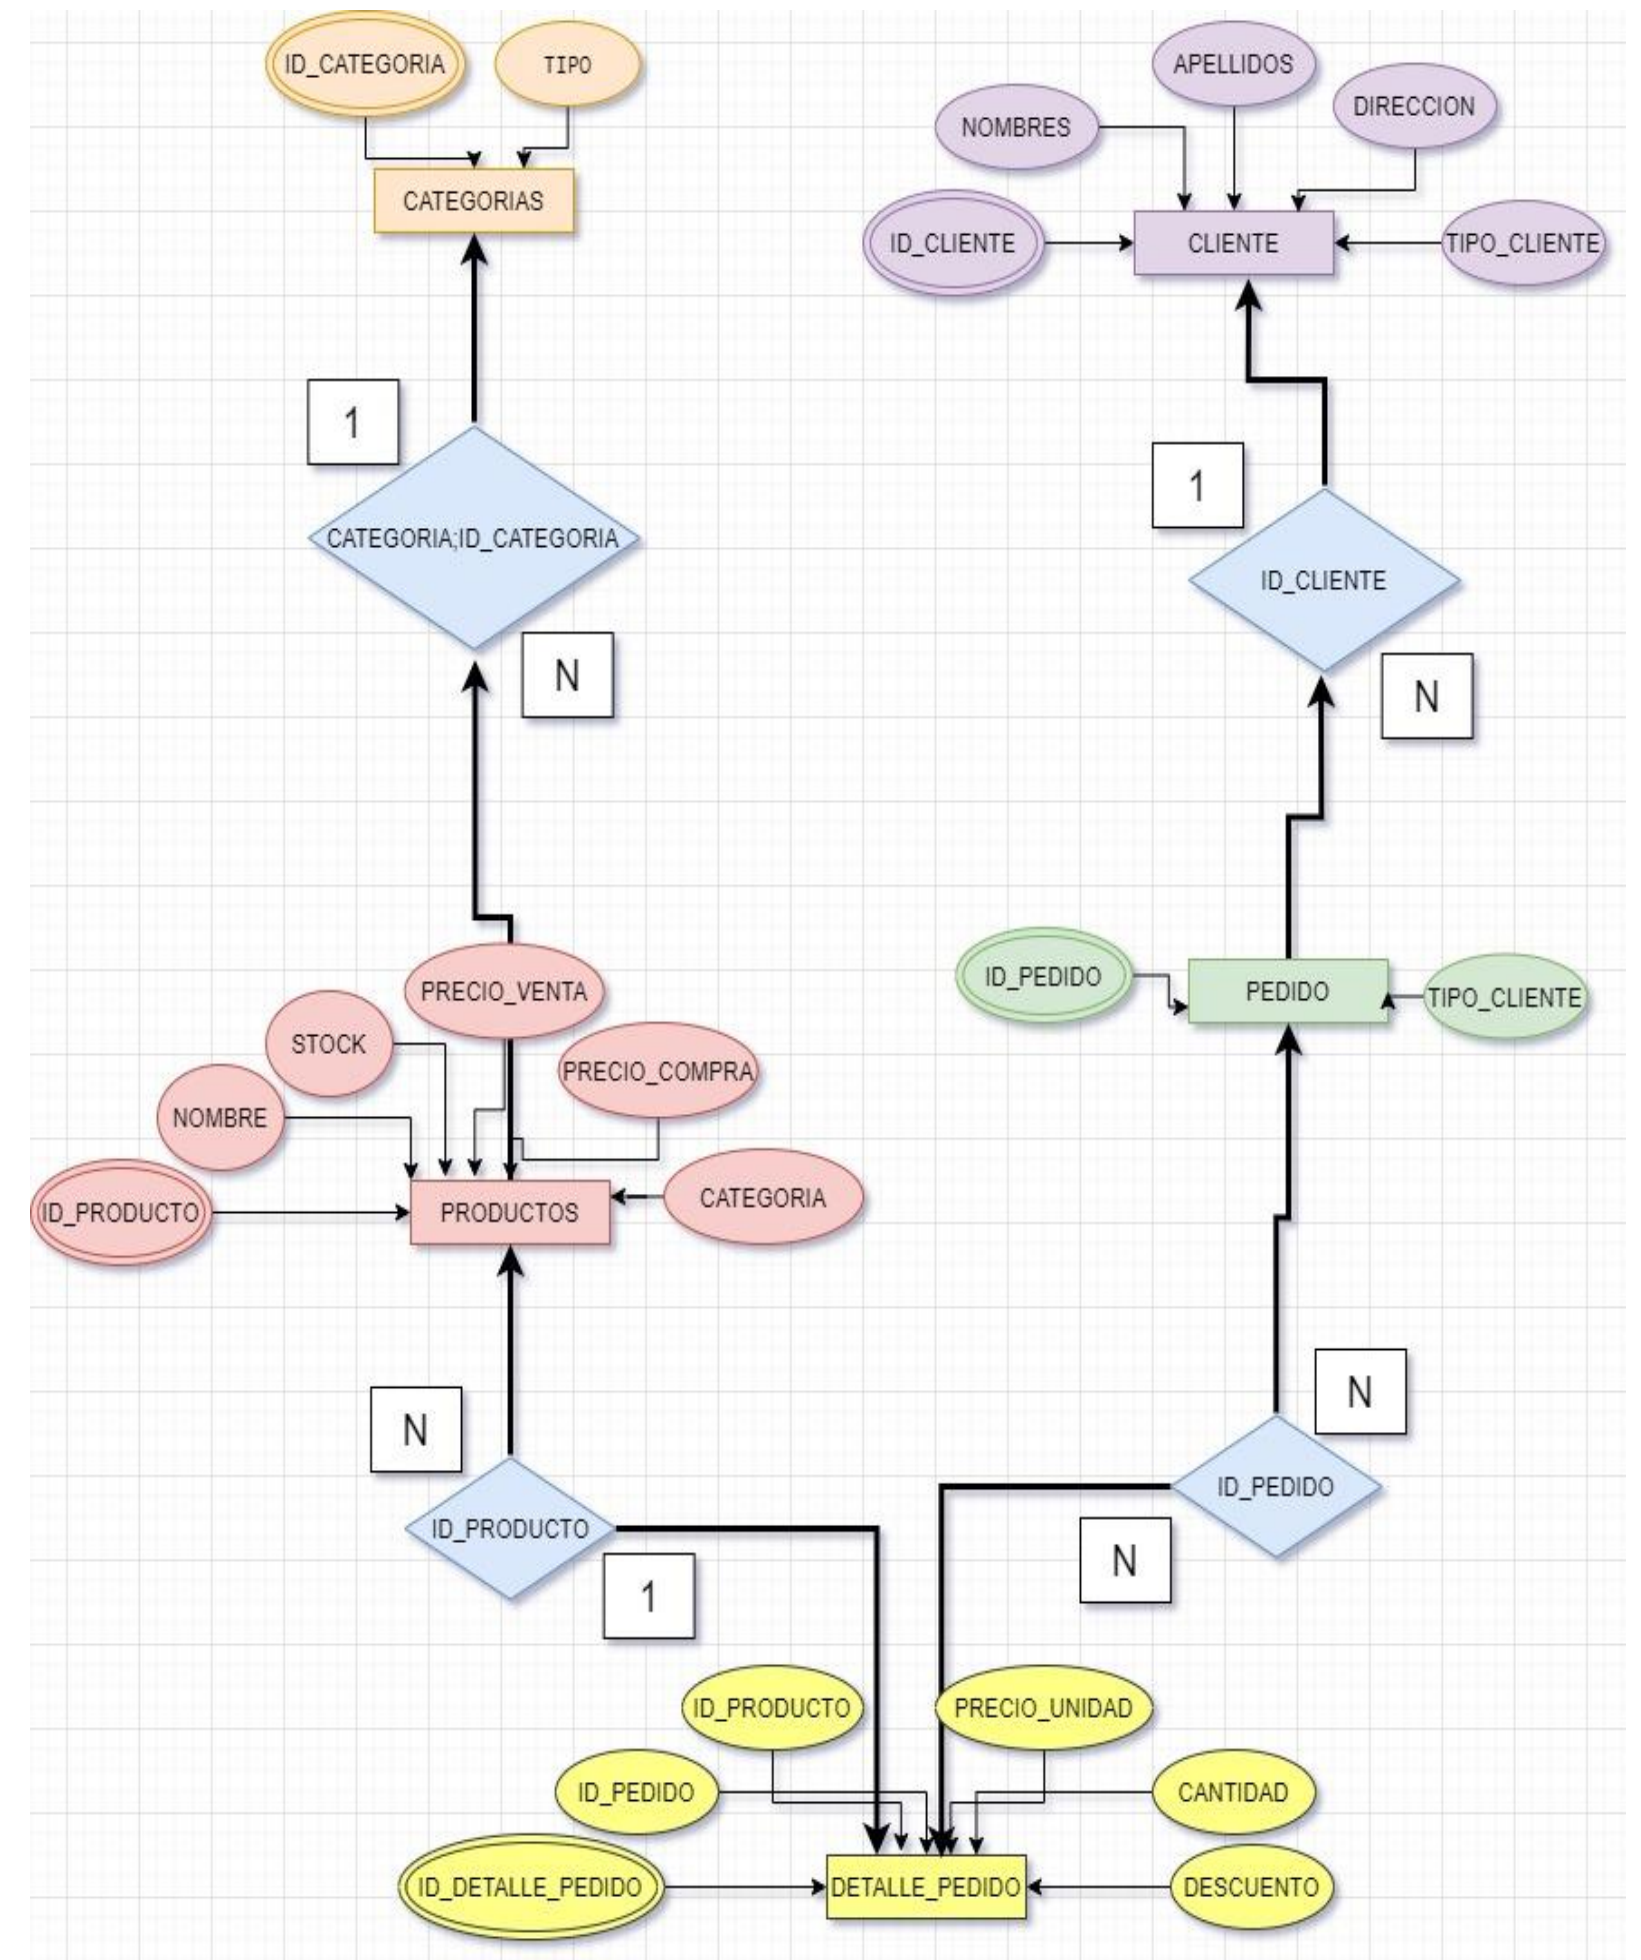 ID_CATEGORIA
TIPO
CATEGORIAS
1
CATEGORIA;ID_CATEGORIA
N
PRECIO_VENTA
STOCK
PRECIO_COMPRA
NOMBRE
CATEGORIA
ID_PRODUCTO
PRODUCTOS
N
ID_PRODUCTO
1
APELLIDOS
DIRECCION
NOMBRES
ID_CLIENTE
CLIENTE
TIPO_CLIENTE
1
ID_CLIENTE
N
ID_PEDIDO
PEDIDO
TIPO_CLIENTE
N
ID_PEDIDO
N
ID_PRODUCTO
PRECIO_UNIDAD
ID_PEDIDO
CANTIDAD
ID_DETALLE_PEDIDO
DETALLE_PEDIDO
DESCUENTO